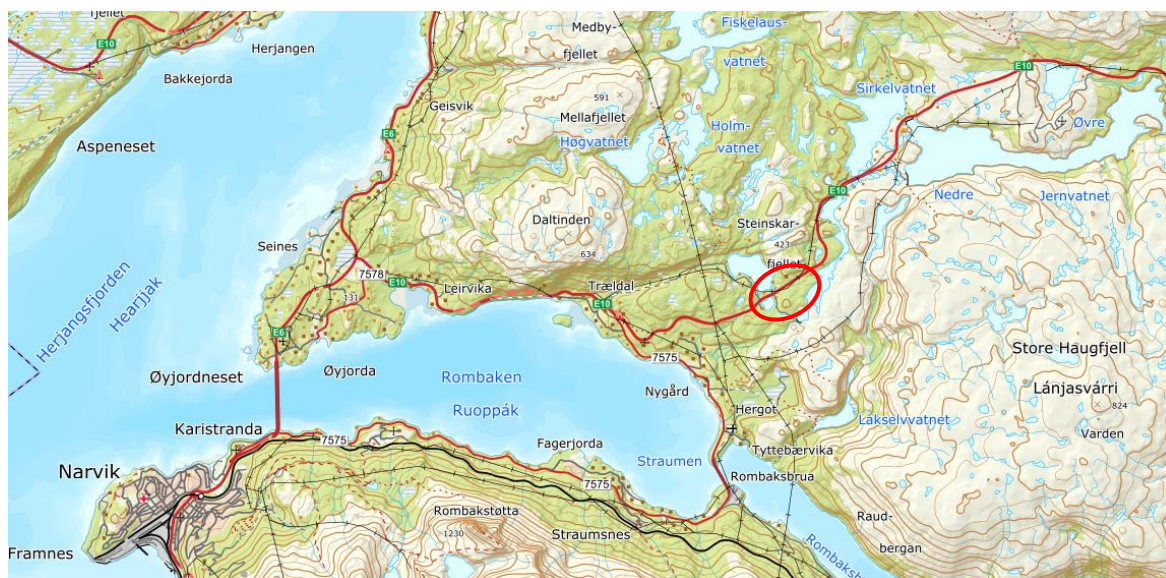 fjellet
E10
Herjangen
Bakkejorda
Aspeneset
Herjangsfjorden
Hearjjak
Medby-
fjellet
Fiskelaus-
vatnet
E10
Geisvik
591
Mellafjellet
Høgvatnet
Holm-
vatnet
Sirkelvatnet
Øvre
E6
E10
Nedre
Jernvatnet
Daltinden
634
Steinskar-
423
fjellet
Seines
7578
131
E10
Leirvika
Trældal
E10
E6
Øyjordneset
Øyjorda
Rombaken
Ruoppák
7575
Nygård
Store Haugfjell
Lánjasvárri
824
Varden
Hergot
Lakselvvatnet
Karistranda
7575
Fagerjorda
Straumen
Tyttebærvika
Rombaksbrua
Narvik
7575
Rombakstøtta
1230
Straumsnes
Raud-
bergan
Framnes